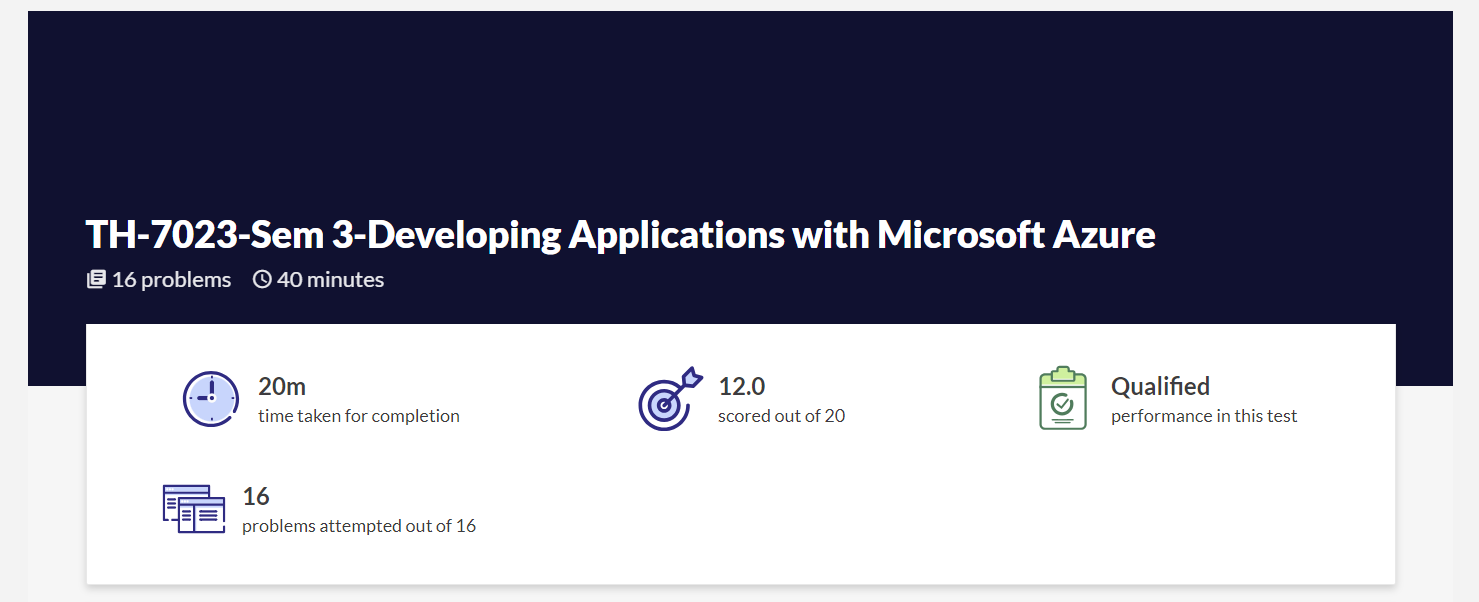 TH-7023-Sem 3-Developing Applications with Microsoft Azure
16 problems 40 minutes
20m
time taken for completion
12.0
scored out of 20
Qualified
performance in this test
16
problems attempted out of 16